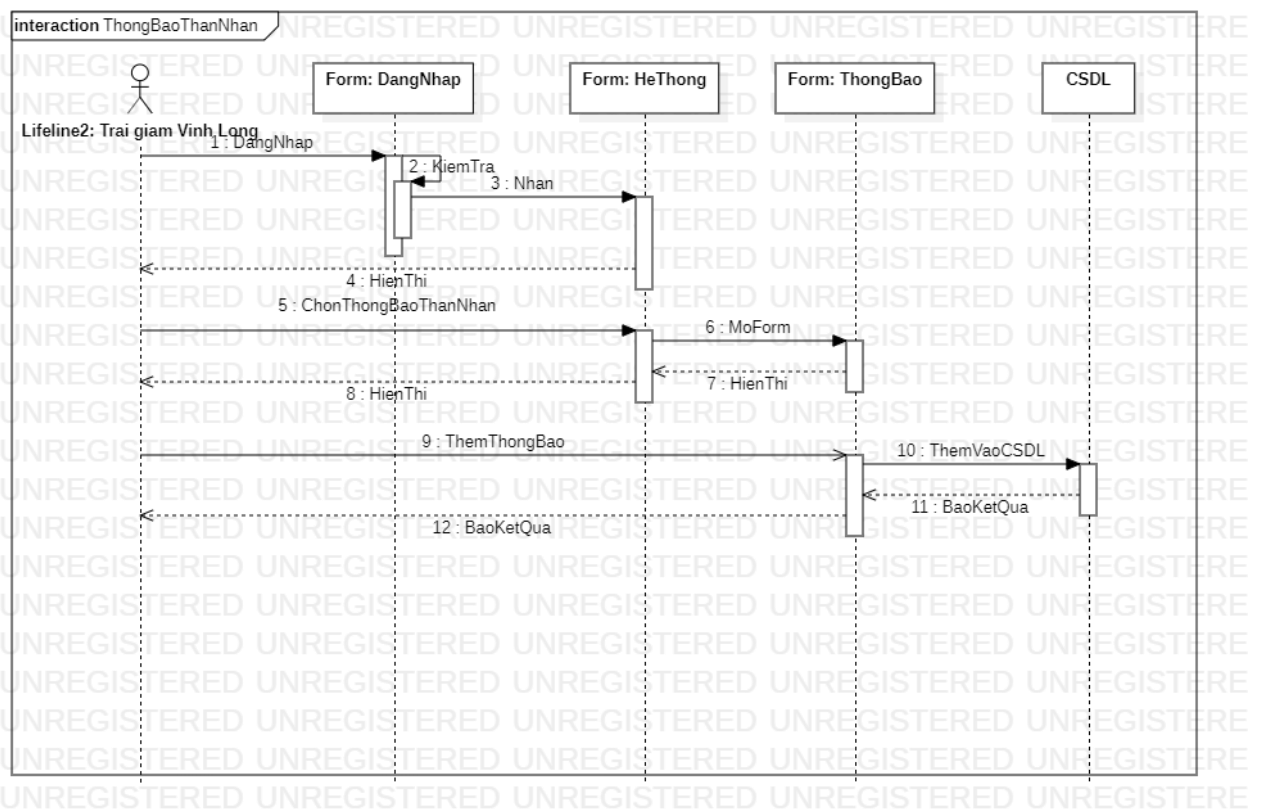 interaction ThongBaoThanNhan
Form: DangNhap
Form: HeThong
Form: ThongBao
CSDL
Lifeline2: Trai giam Vinh Long
1 : DangNhap
2 : KiemTra
3 : Nhan
4 : HienThi
5 : ChonThongBaoThanNhan
6 : MoForm
7 : HienThi
8 : HienThi
9 : ThemThongBao
10 : ThemVaoCSDL
11 : BaoKetQua
12 : BaoKetQua
UNREGISTERED UNREGISTERED UNREGISTERED UNREGISTERED UNREGISTERE